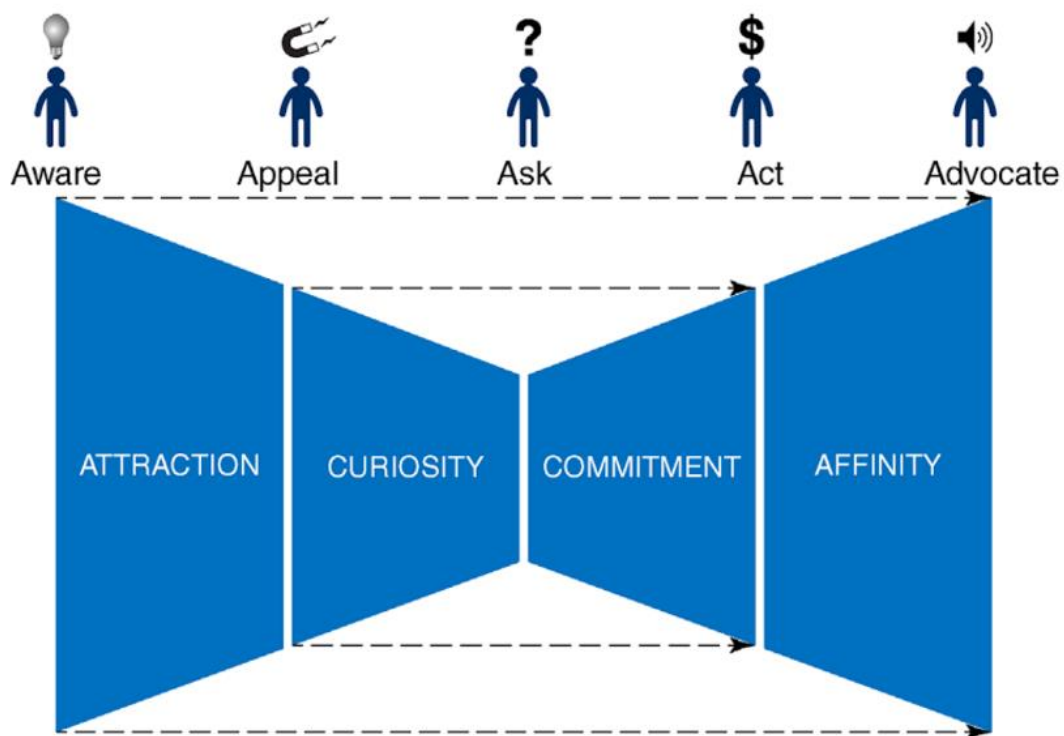 ?
$
Aware
Appeal
Ask
Act
Advocate
ATTRACTION
CURIOSITY
COMMITMENT
AFFINITY